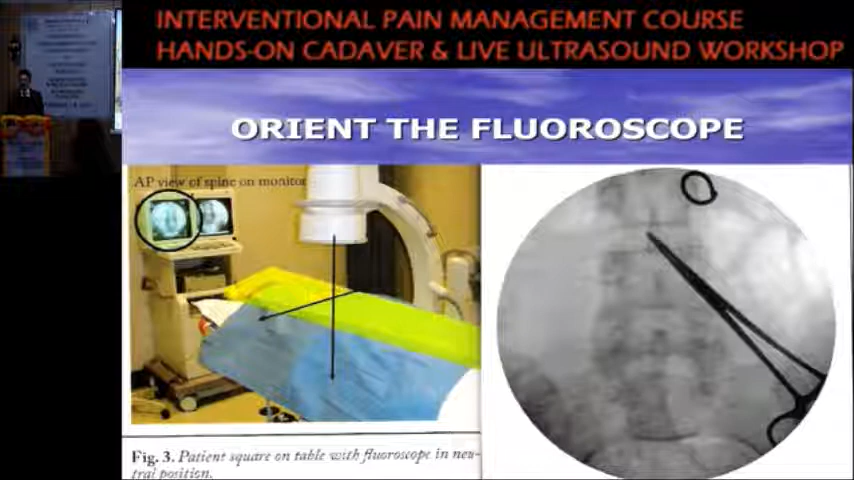 INTERVENTIONAL PAIN MANAGEMENT COURSE
HANDS-ON CADAVER & LIVE ULTRASOUND WORKSHOP
ORIENT THE FLUOROSCOPE
AP view of spine on monitor
Fig. 3. Patient square on table with fluoroscope in neu-
tral position.